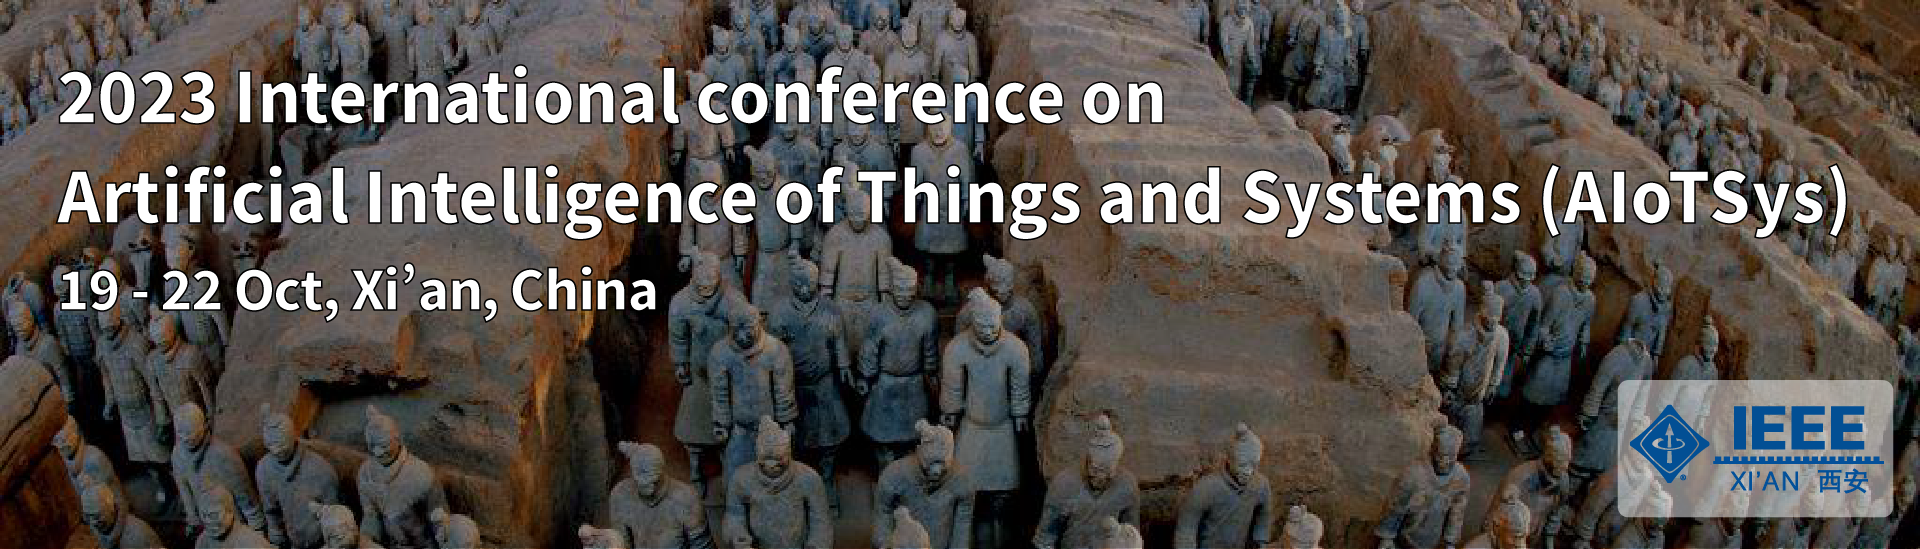 2023 International conference on
Artificial Intelligence of Things and Systems (AIoTSys)
19 - 22 Oct, Xi’an, China
IEEE
XI’AN 西安